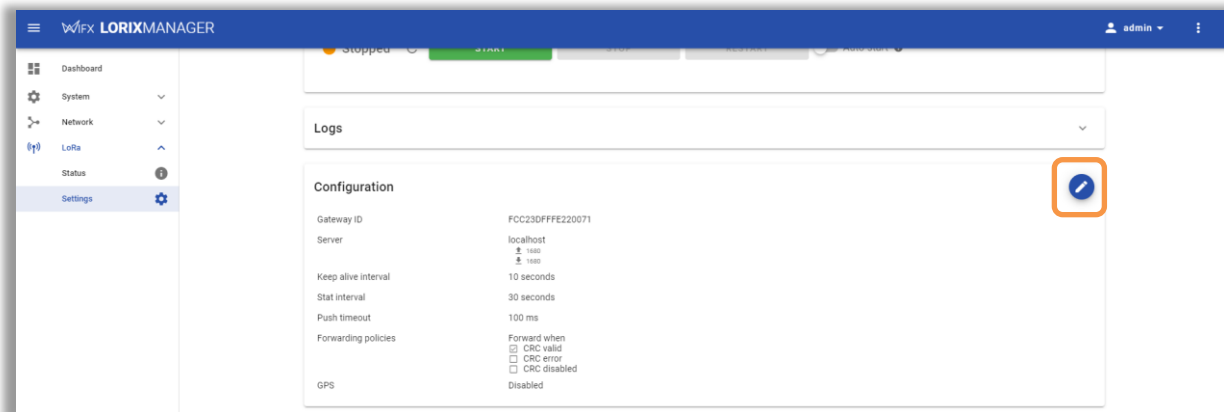 WIFX LORIXMANAGER
admin
Dashboard
System
Network
LoRa
Status
Settings
Stopped START STOP RESTART Auto-start
Logs
Configuration
Gateway ID FCC23DFFFE220071
Server localhost
1680
1680
Keep alive interval 10 seconds
Stat interval 30 seconds
Push timeout 100 ms
Forwarding policies Forward when
CRC valid
CRC error
CRC disabled
GPS Disabled